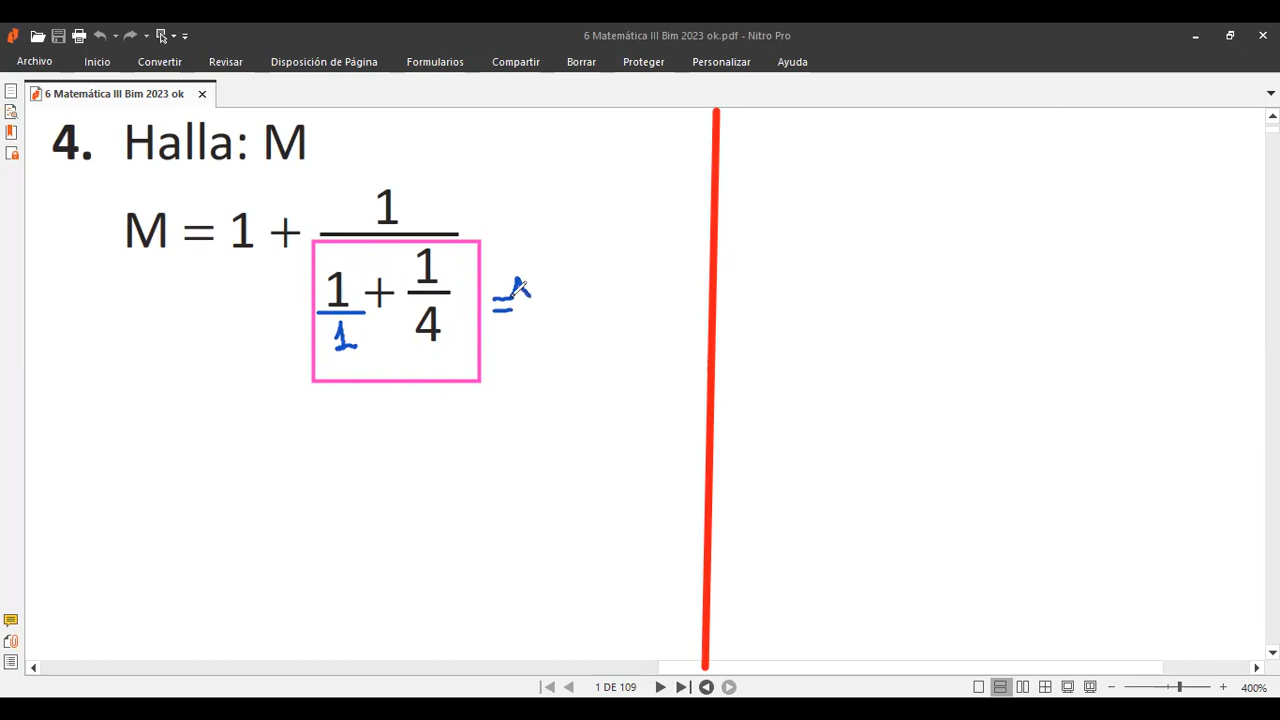 6 Matemática III Bim 2023 ok.pdf - Nitro Pro
Archivo Inicio Convertir Revisar Disposición de Página Formularios Compartir Borrar Proteger Personalizar Ayuda
6 Matemática III Bim 2023 ok
4. Halla: M
1
M = 1 +
1 + 1
1 4 =
1 DE 109
400%